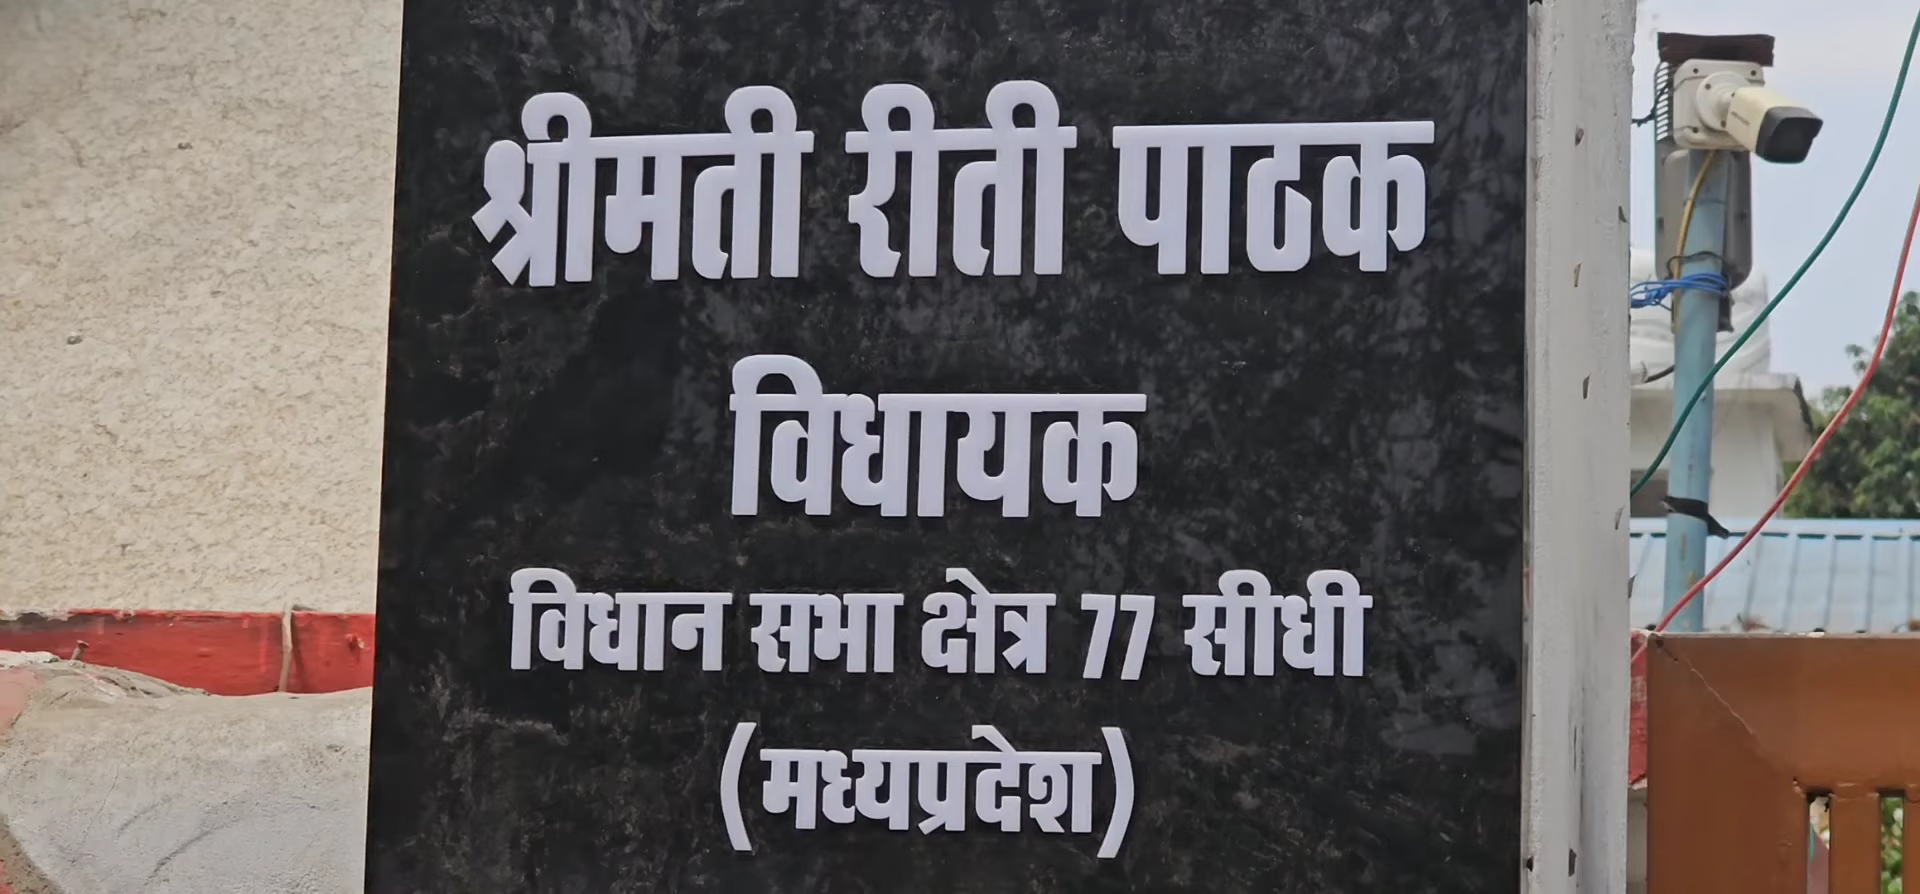 श्रीमती रीती पाठक
विधायक
विधान सभा क्षेत्र 77 सीधी
(मध्यप्रदेश)